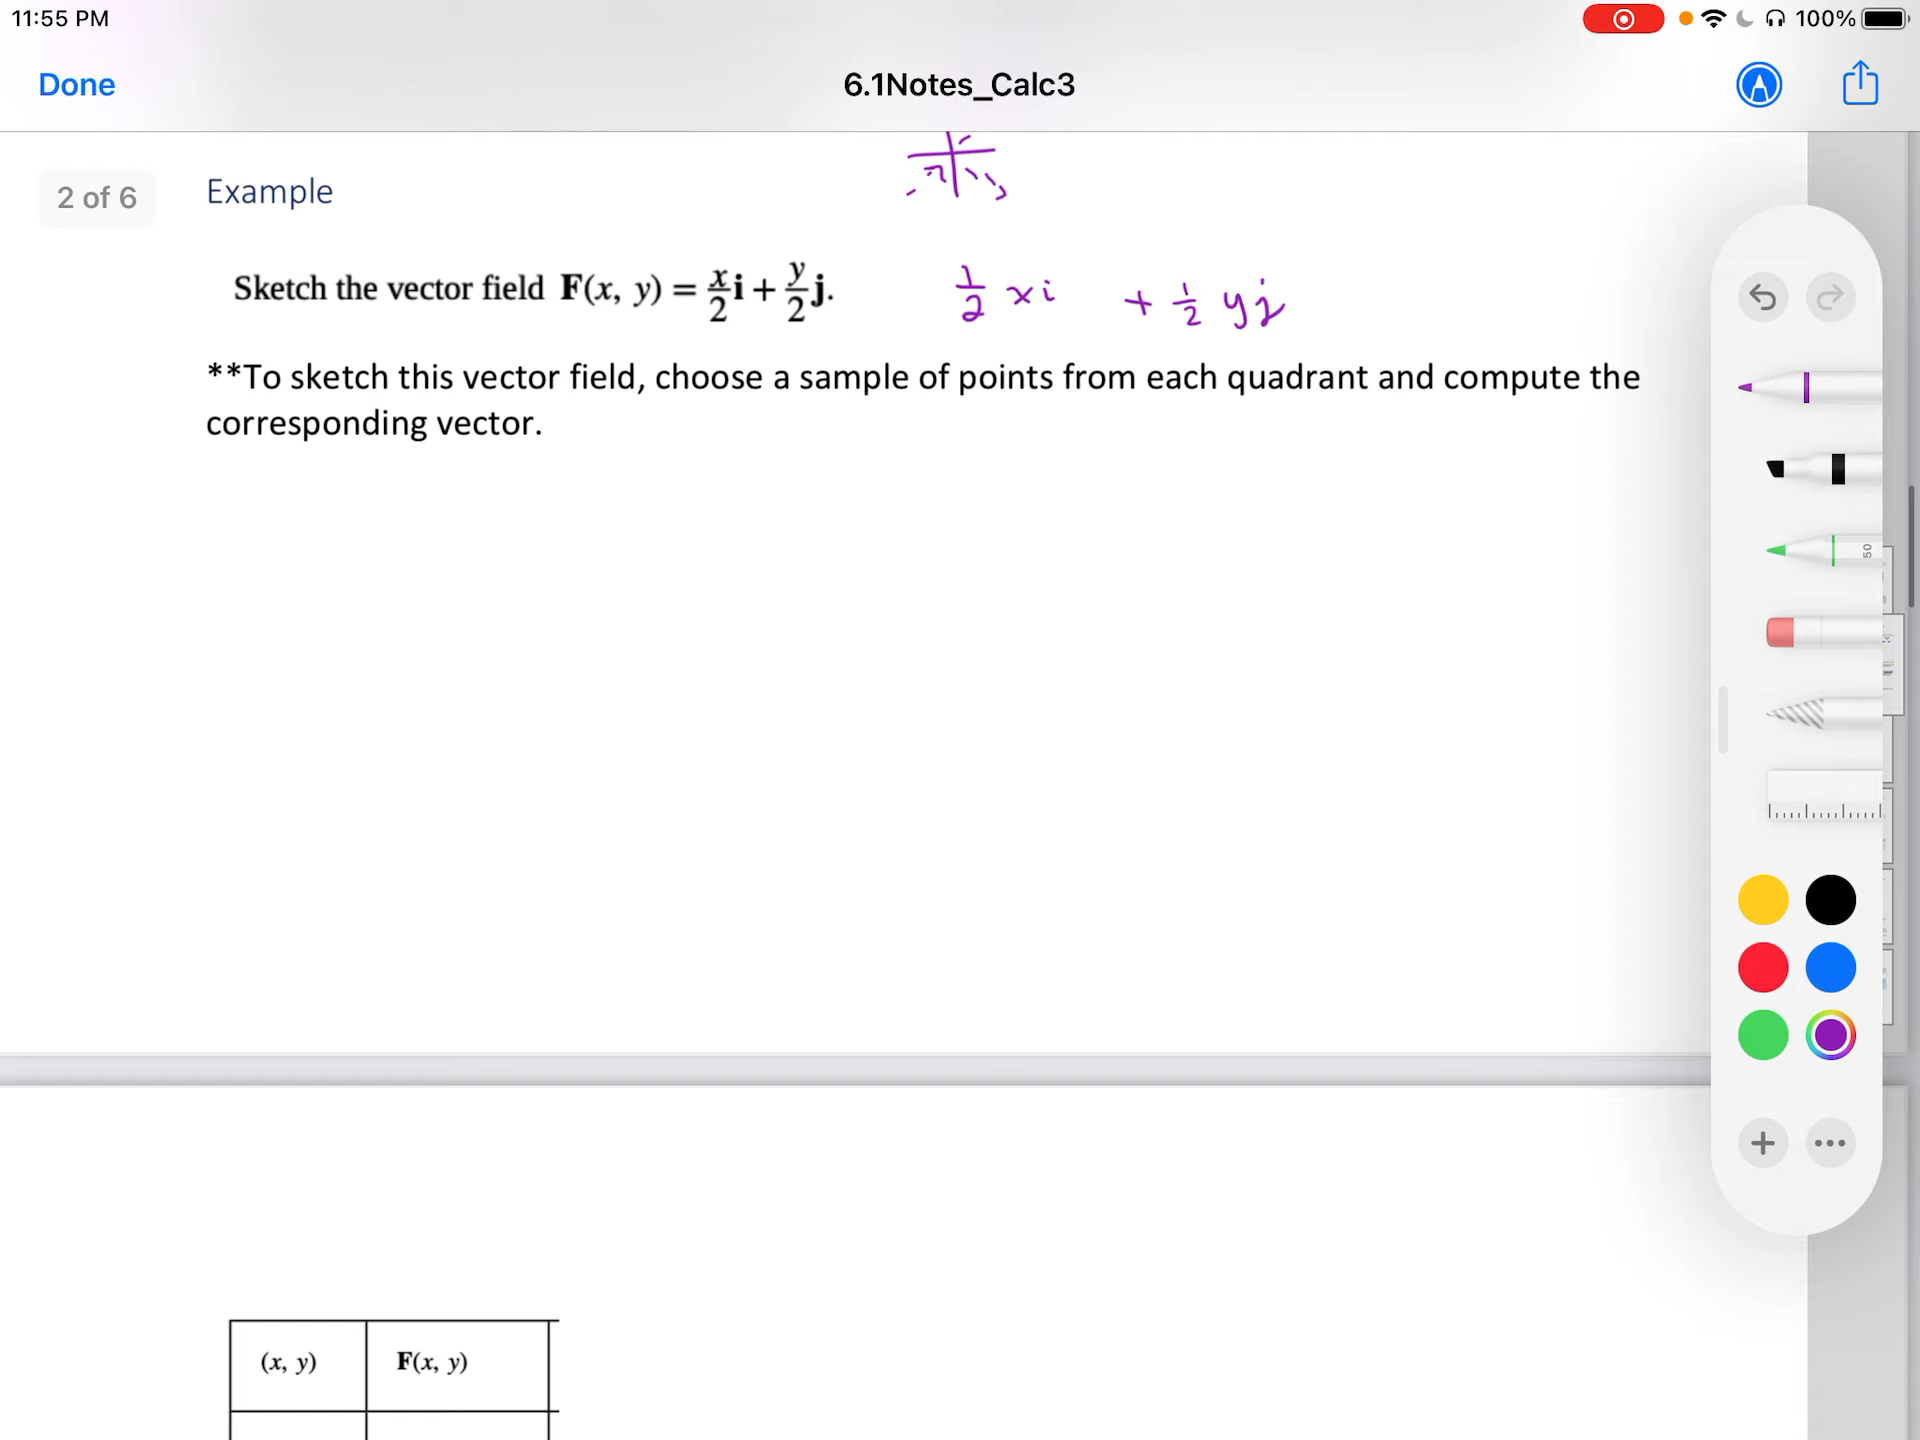 11:55 PM 100%
Done 6.1Notes_Calc3
2 of 6 Example
Sketch the vector field F(x, y) = x/2 i + y/2 j. 1/2 xi + 1/2 yj
**To sketch this vector field, choose a sample of points from each quadrant and compute the
corresponding vector.
50
(x, y) F(x, y)